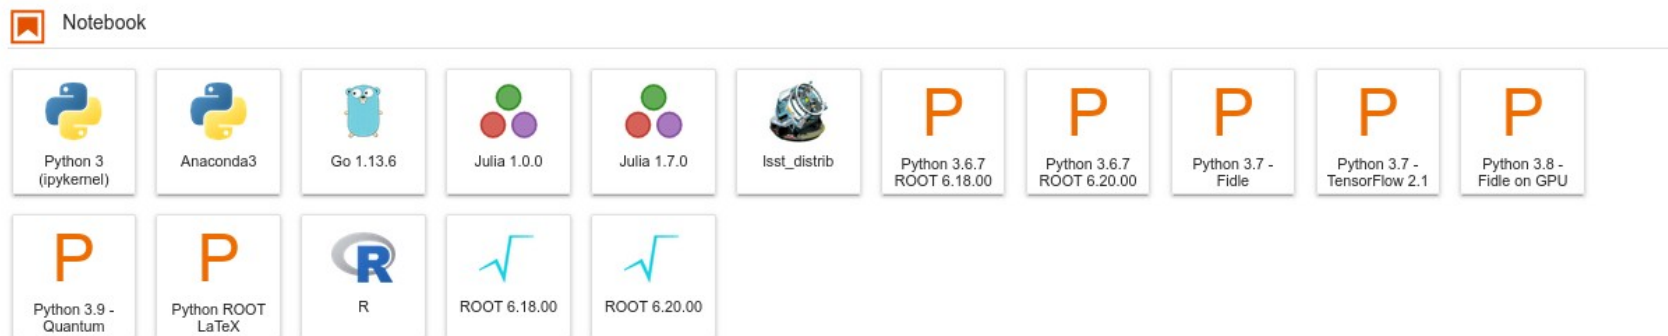 Notebook
Python 3
(ipykernel)
Anaconda3
Go 1.13.6
Julia 1.0.0
Julia 1.7.0
lsst_distrib
P
Python 3.6.7
ROOT 6.18.00
P
Python 3.6.7
ROOT 6.20.00
P
Python 3.7 -
Fidle
P
Python 3.7 -
TensorFlow 2.1
P
Python 3.8 -
Fidle on GPU
P
Python 3.9 -
Quantum
P
Python ROOT
LaTeX
R
R
ROOT 6.18.00
ROOT 6.20.00